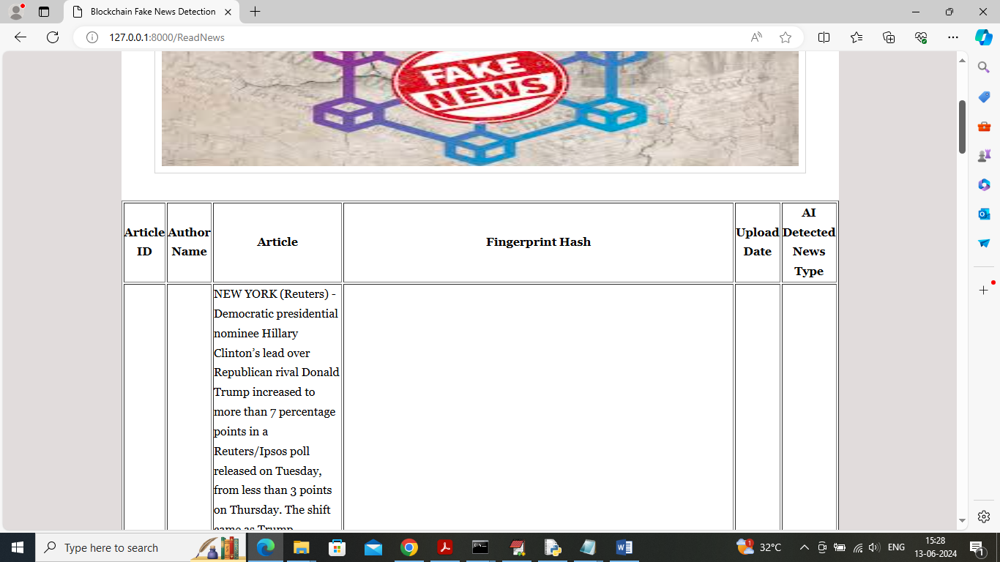 Blockchain Fake News Detection
127.0.0.1:8000/ReadNews
FAKE
NEWS
Article ID
Author Name
Article
Fingerprint Hash
Upload Date
AI Detected News Type
NEW YORK (Reuters) -
Democratic presidential
nominee Hillary
Clinton’s lead over
Republican rival Donald
Trump increased to
more than 7 percentage
points in a
Reuters/Ipsos poll
released on Tuesday,
from less than 3 points
on Thursday. The shift
came as Trump
Type here to search
1
32°C
ENG
15:28
13-06-2024
1